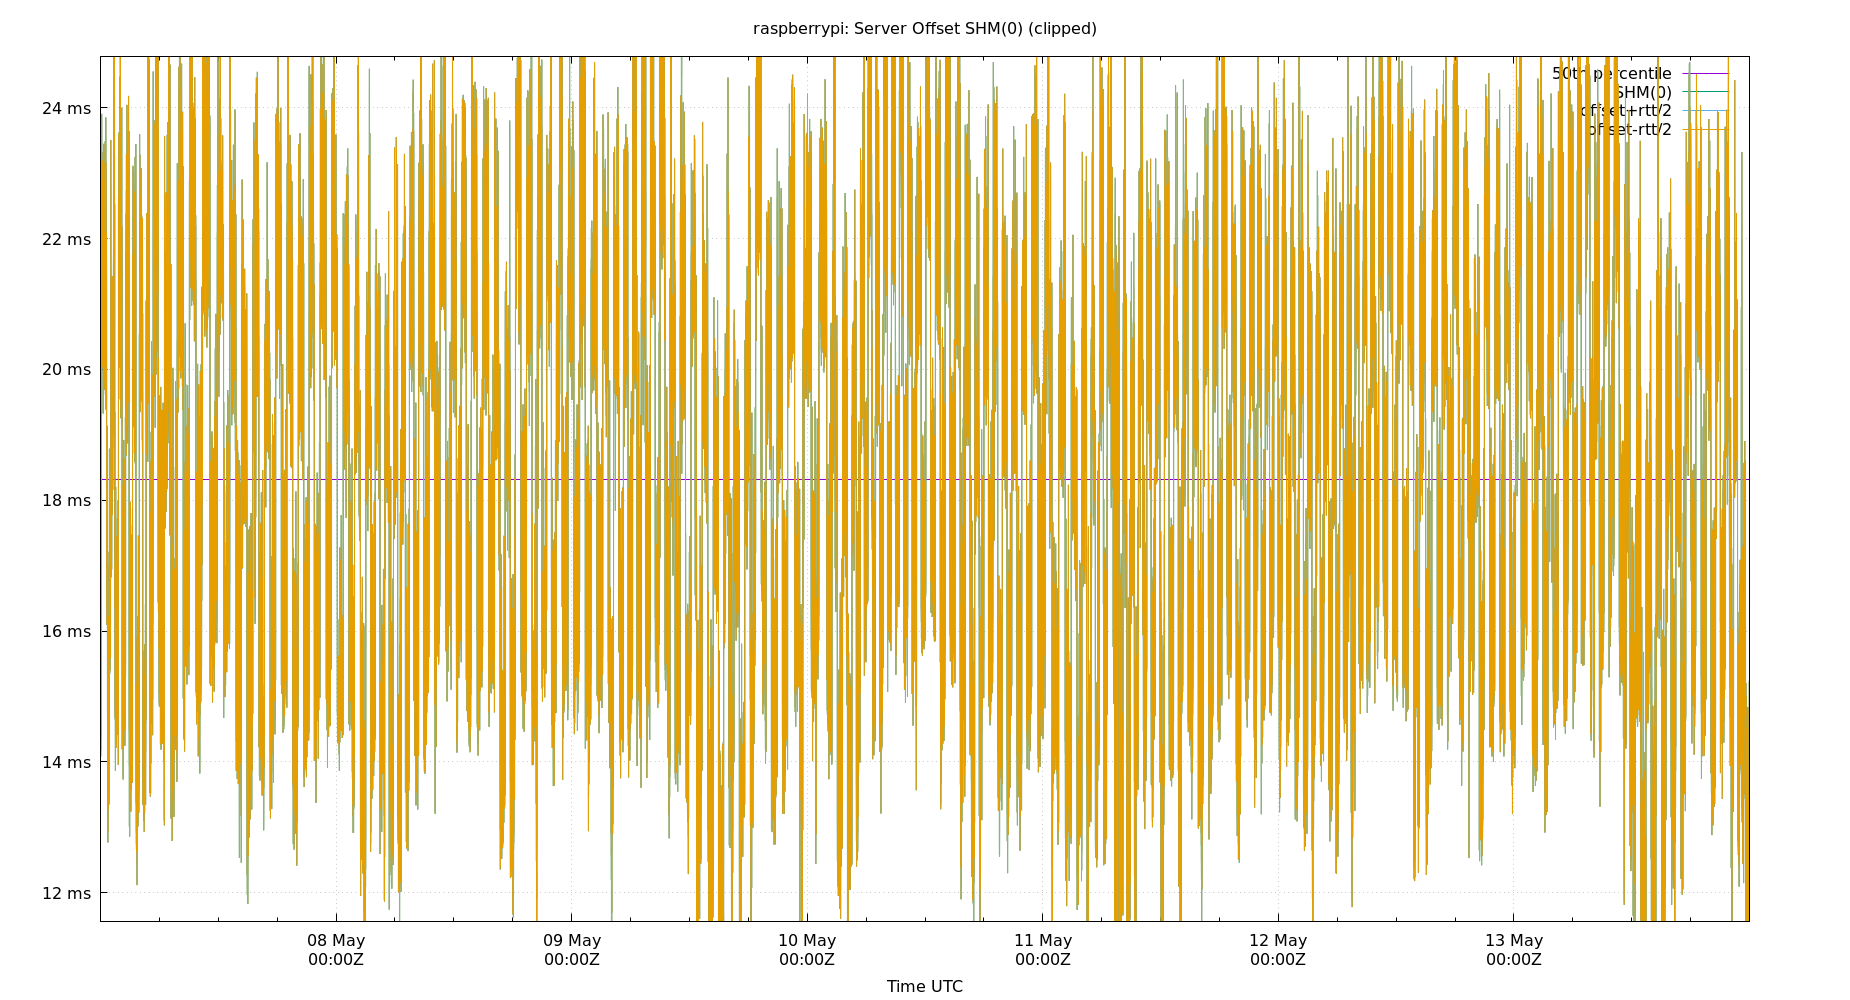 raspberrypi: Server Offset SHM(0) (clipped)
50th percentile
SHM(0)
offset+rtt/2
offset-rtt/2
24 ms
22 ms
20 ms
18 ms
16 ms
14 ms
12 ms
08 May 09 May 10 May 11 May 12 May 13 May
00:00Z 00:00Z 00:00Z 00:00Z 00:00Z 00:00Z
Time UTC